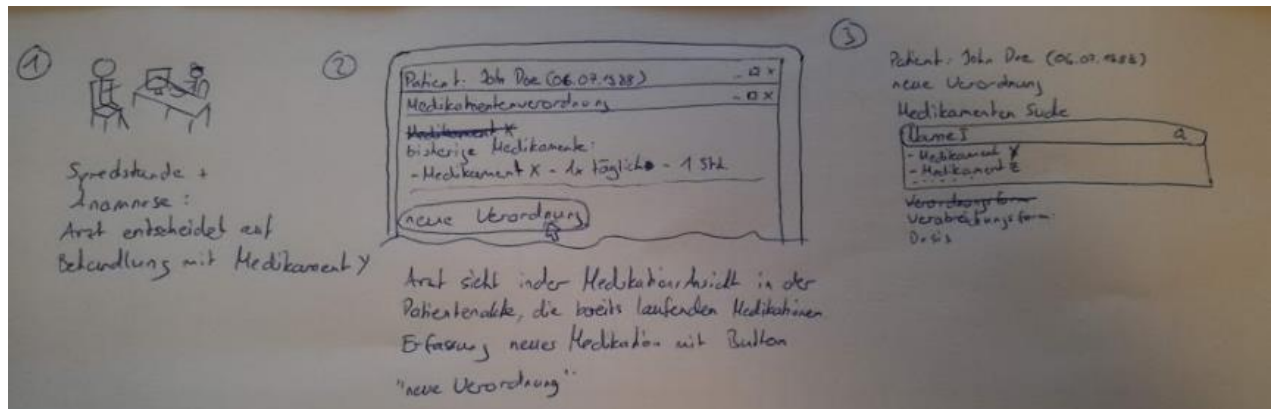 1
Sprechstunde +
Anamnese:
Arzt entscheidet auf
Behandlung mit Medikament Y
2
Patient: John Doe (06.07.1988)
Medikamentenverordnung
Medikament X
bisherige Medikamente:
- Medikament X - 1x täglich - 1 Stk.
neue Verordnung
Arzt sieht in der Medikations Ansicht in der
Patientenakte, die bereits laufenden Medikationen
Erfassung neuer Medikation mit Button
"neue Verordnung"
3
Patient: John Doe (06.07.1988)
neue Verordnung
Medikamenten Suche
Name
- Medikament Y
- Medikament Z
Verordnungsform
Verabreichungsform:
Dosis